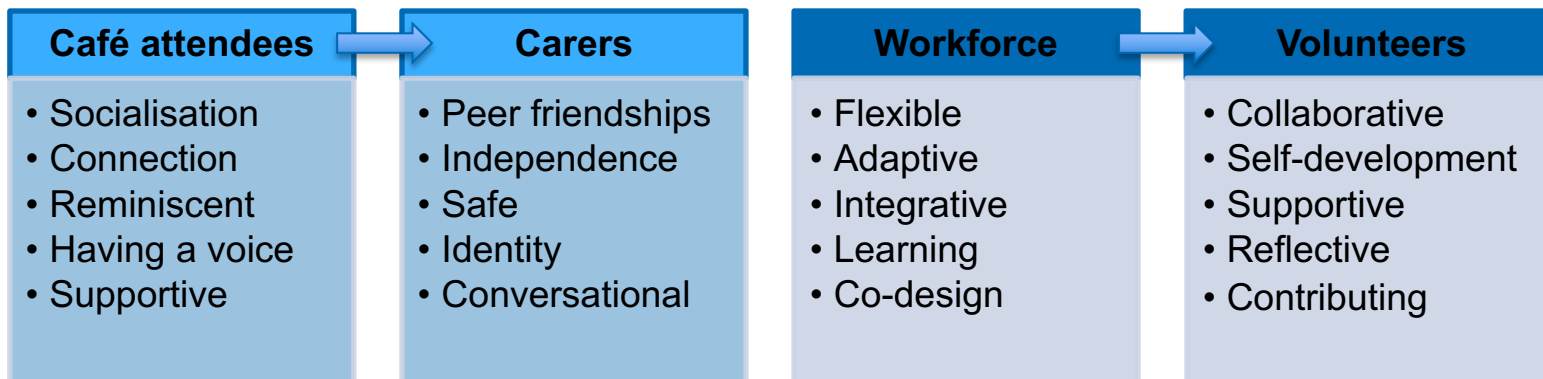 Café attendees
• Socialisation
• Connection
• Reminiscent
• Having a voice
• Supportive
Carers
• Peer friendships
• Independence
• Safe
• Identity
• Conversational
Workforce
• Flexible
• Adaptive
• Integrative
• Learning
• Co-design
Volunteers
• Collaborative
• Self-development
• Supportive
• Reflective
• Contributing